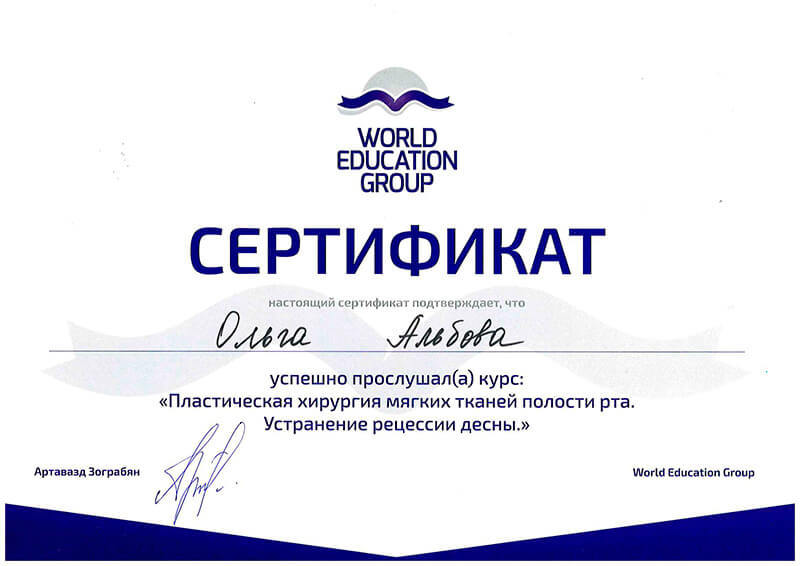 WORLD
EDUCATION
GROUP
СЕРТИФИКАТ
настоящий сертификат подтверждает, что
Ольга Альбова
успешно прослушал(а) курс:
«Пластическая хирургия мягких тканей полости рта.
Устранение рецессии десны.»
Артавазд Зограбян
World Education Group